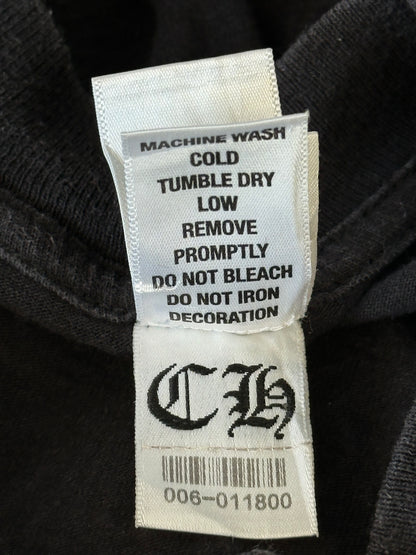 MACHINE WASH
COLD
TUMBLE DRY
LOW
REMOVE
PROMPTLY
DO NOT BLEACH
DO NOT IRON
DECORATION
CH
006-011800